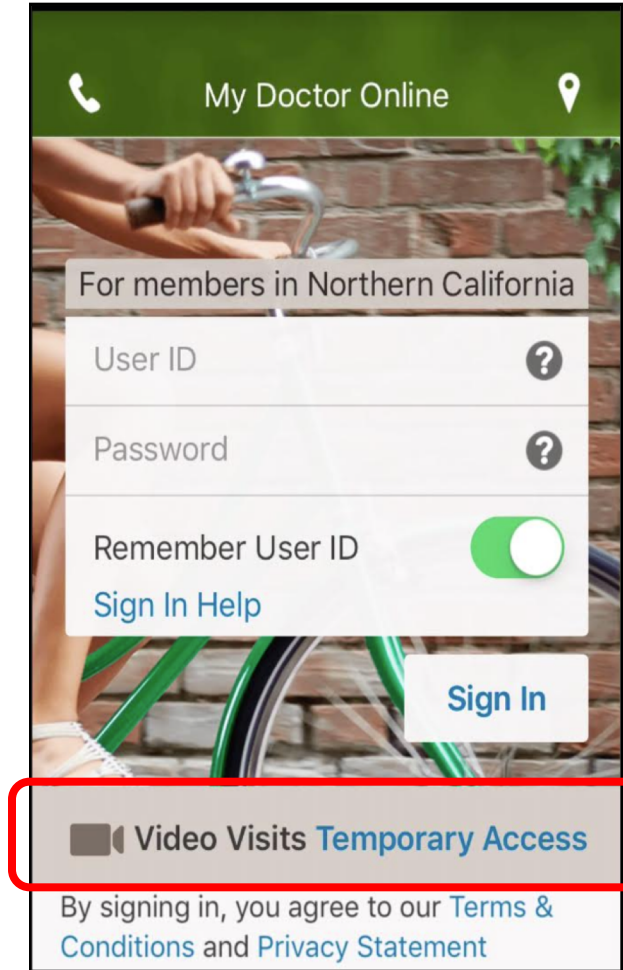 My Doctor Online
For members in Northern California
User ID
Password
Remember User ID
Sign In Help
Sign In
Video Visits Temporary Access
By signing in, you agree to our Terms &
Conditions and Privacy Statement